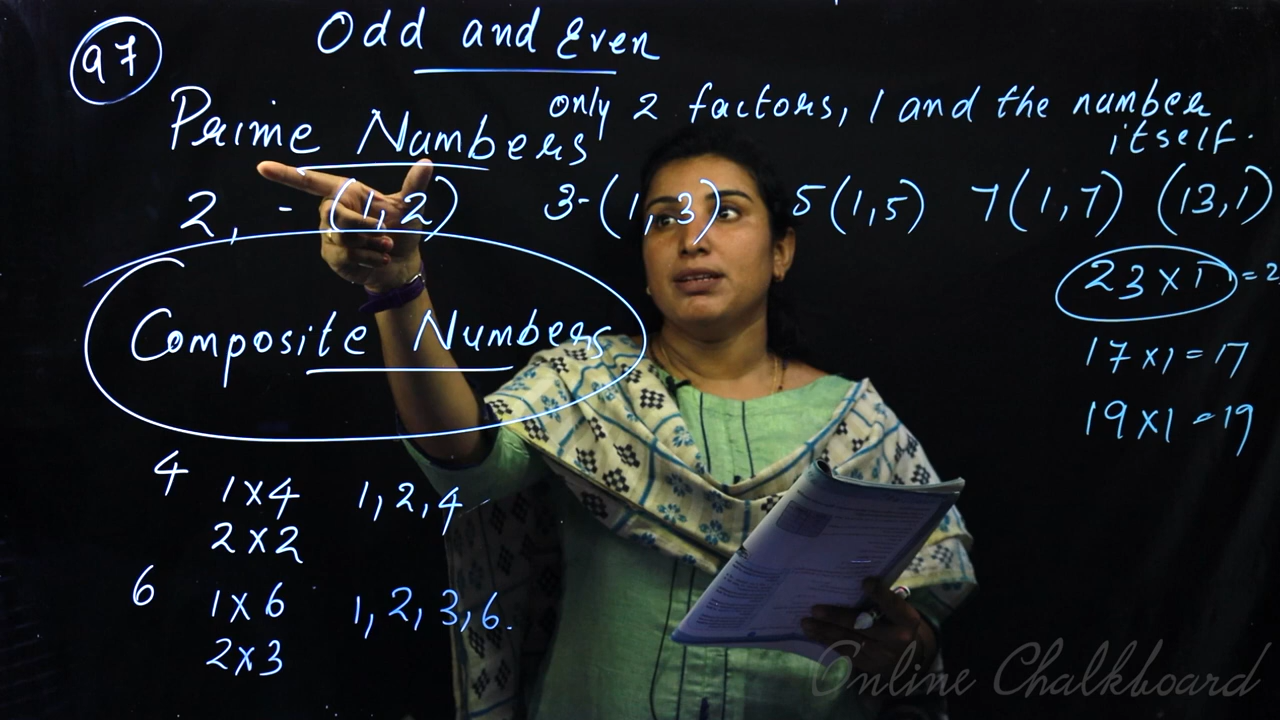 97
Odd and Even
Prime Numbers
only 2 factors, 1 and the number
itself.
2, - (1,2) 3-(1,3) 5(1,5) 7(1,7) (13,1)
23×1 = 2
Composite Numbers
17×1=17
19×1=19
4 1×4 1,2,4
2×2
6 1×6 1,2,3,6.
2×3
Online Chalkboard